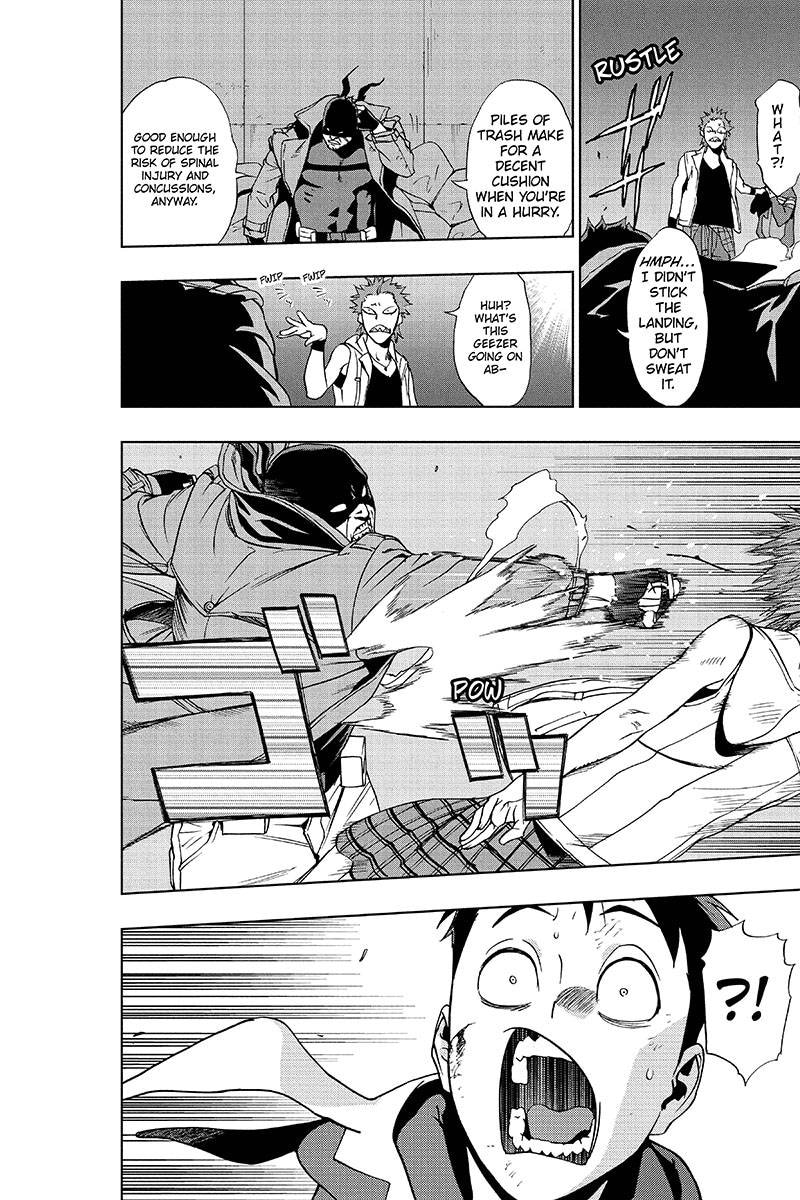 RUSTLE
WHAT?!
HMPH...
I DIDN'T
STICK
THE
LANDING,
BUT
DON'T
SWEAT
IT.
PILES OF
TRASH MAKE
FOR A
DECENT
CUSHION
WHEN YOU'RE
IN A HURRY.
GOOD ENOUGH
TO REDUCE THE
RISK OF SPINAL
INJURY AND
CONCUSSIONS,
ANYWAY.
HUH?
WHAT'S
THIS
GEEZER
GOING ON
AB-
FWIP
FWIP
POW
ゴッ
?!